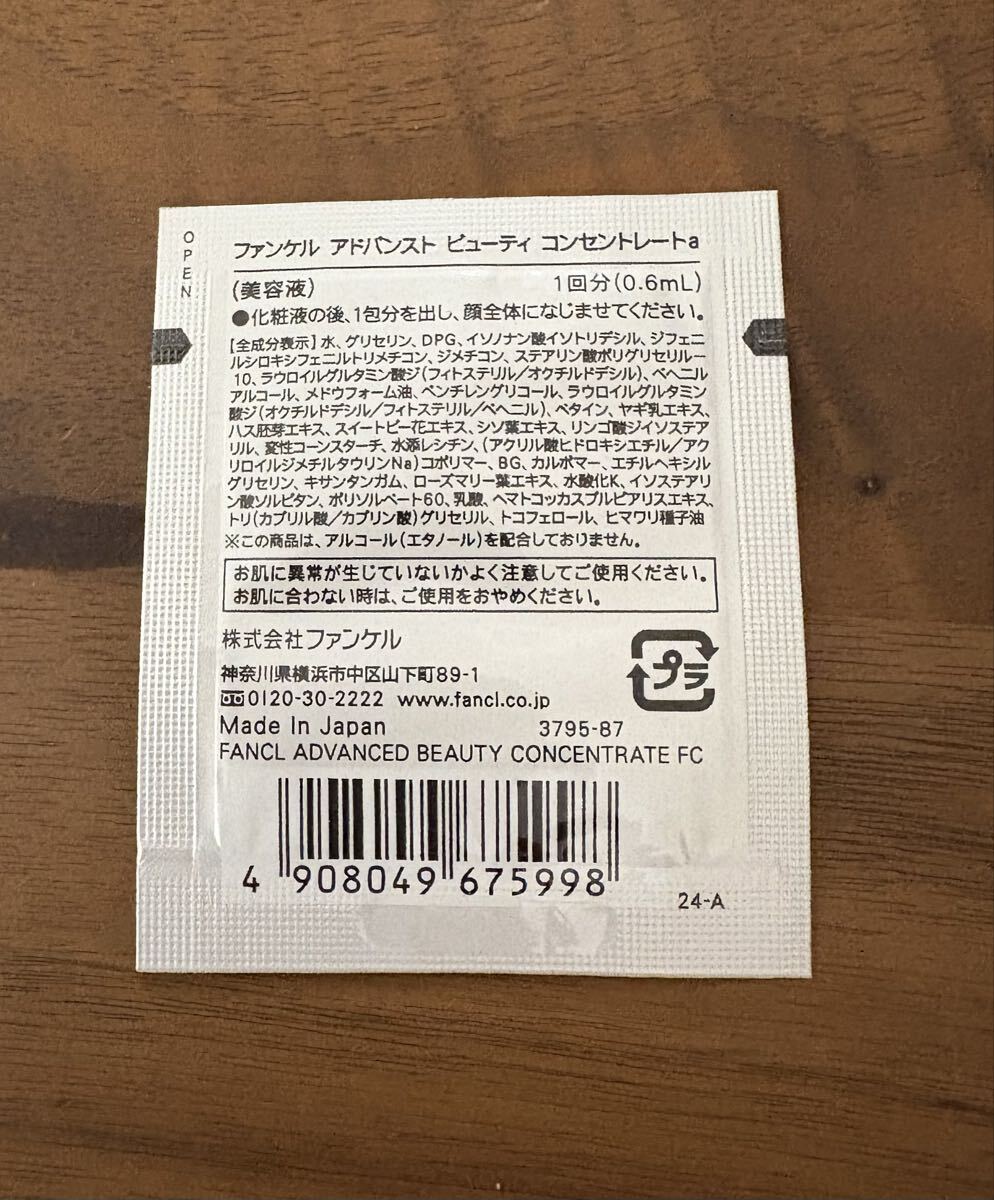 OPEN
ファンケル アドバンスト ビューティ コンセントレートa
(美容液) 1回分(0.6mL)
●化粧液の後、1包分を出し、顔全体になじませてください。
【全成分表示】水、グリセリン、DPG、イソノナン酸イソトリデシル、ジフェニ
ルシロキシフェニルトリメチコン、ジメチコン、ステアリン酸ポリグリセリル－
10、ラウロイルグルタミン酸ジ(フィトステリル／オクチルドデシル)、ベヘニル
アルコール、メドウフォーム油、ペンチレングリコール、ラウロイルグルタミン
酸ジ(オクチルドデシル／フィトステリル／ベヘニル)、ベタイン、ヤギ乳エキス、
ハス胚芽エキス、スイートピー花エキス、シソ葉エキス、リンゴ酸ジイソステア
リル、変性コーンスターチ、水添レシチン、(アクリル酸ヒドロキシエチル／アク
リロイルジメチルタウリンNa)コポリマー、BG、カルボマー、エチルヘキシル
グリセリン、キサンタンガム、ローズマリー葉エキス、水酸化K、イソステアリ
ン酸ソルビタン、ポリソルベート60、乳酸、ヘマトコッカスプルビアリスエキス、
トリ(カプリル酸／カプリン酸)グリセリル、トコフェロール、ヒマワリ種子油
※この商品は、アルコール(エタノール)を配合しておりません。
お肌に異常が生じていないかよく注意してご使用ください。
お肌に合わない時は、ご使用をおやめください。
株式会社ファンケル
神奈川県横浜市中区山下町89-1
0120-30-2222 www.fancl.co.jp
プラ
Made In Japan 3795-87
FANCL ADVANCED BEAUTY CONCENTRATE FC
4 908049 675998
24-A